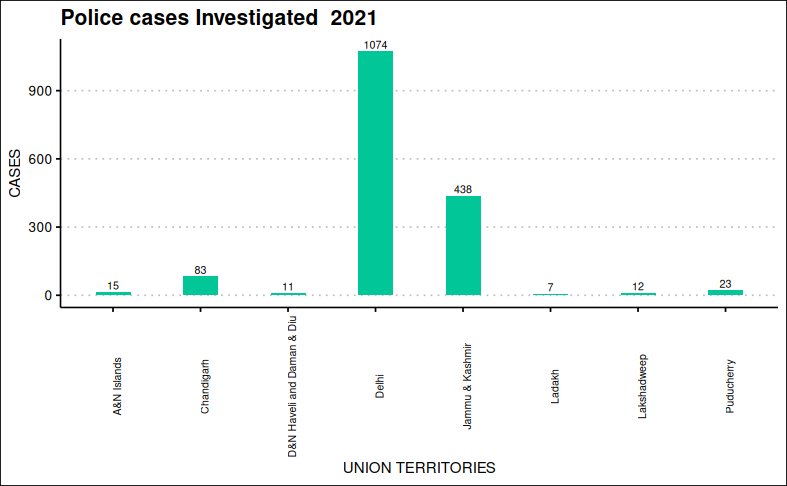 Police cases Investigated  2021
CASES
900
600
300
0
15
83
11
1074
438
7
12
23
A&N Islands
Chandigarh
D&N Haveli and Daman & Diu
Delhi
Jammu & Kashmir
Ladakh
Lakshadweep
Puducherry
UNION TERRITORIES